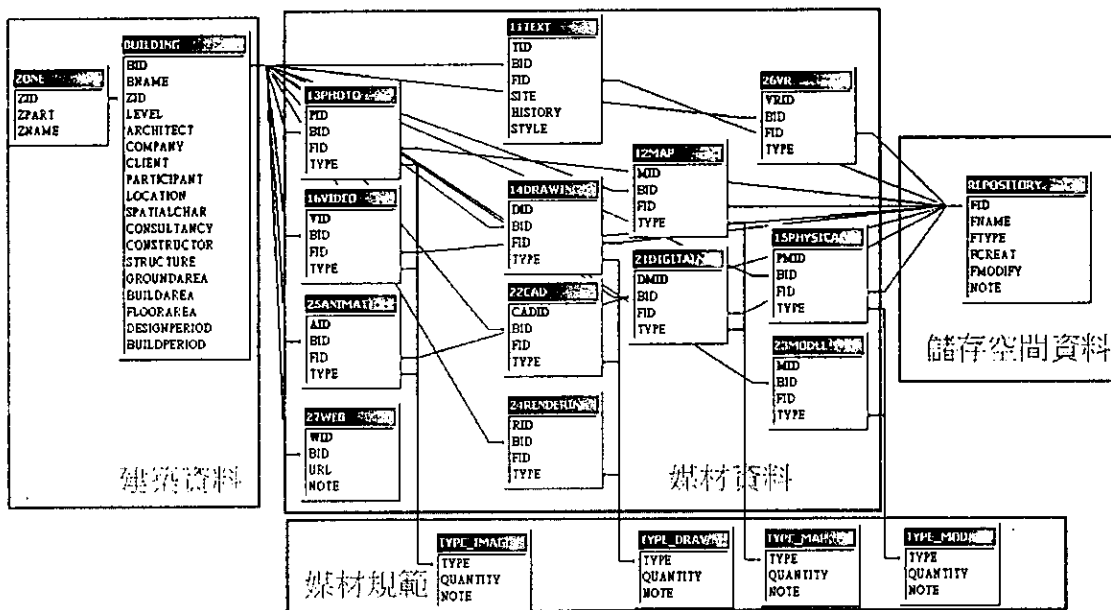 ZONE
ZID
ZPART
ZNAME
BUILDING
BID
BNAME
ZID
LEVEL
ARCHITECT
COMPANY
CLIENT
PARTICIPANT
LOCATION
SPATIALCHAR
CONSULTANCY
CONSTRUCTOR
STRUCTURE
GROUNDAREA
BUILDAREA
FLOORAREA
DESIGNPERIOD
BUILDPERIOD
建築資料
13PHOTO
PID
BID
FID
TYPE
16VIDEO
VID
BID
FID
TYPE
25ANIMAT
AID
BID
FID
TYPE
27WEB
WID
BID
URL
NOTE
11TEXT
TID
BID
FID
SITE
HISTORY
STYLE
14DRAWING
DID
BID
FID
TYPE
22CAD
CADID
BID
FID
TYPE
24RENDERIN
RID
BID
FID
TYPE
12MAP
MID
BID
FID
TYPE
21DIGITAL
DMID
BID
FID
TYPE
26VR
VRID
BID
FID
TYPE
15PHYSICA
PMID
BID
FID
TYPE
23MODEL
MID
BID
FID
TYPE
媒材資料
REPOSITORY
FID
FNAME
FTYPE
FCREAT
FMODIFY
NOTE
儲存空間資料
媒材規範
TYPE_IMAG
TYPE
QUANTITY
NOTE
TYPE_DRAW
TYPE
QUANTITY
NOTE
TYPE_MAP
TYPE
QUANTITY
NOTE
TYPE_MOD
TYPE
QUANTITY
NOTE